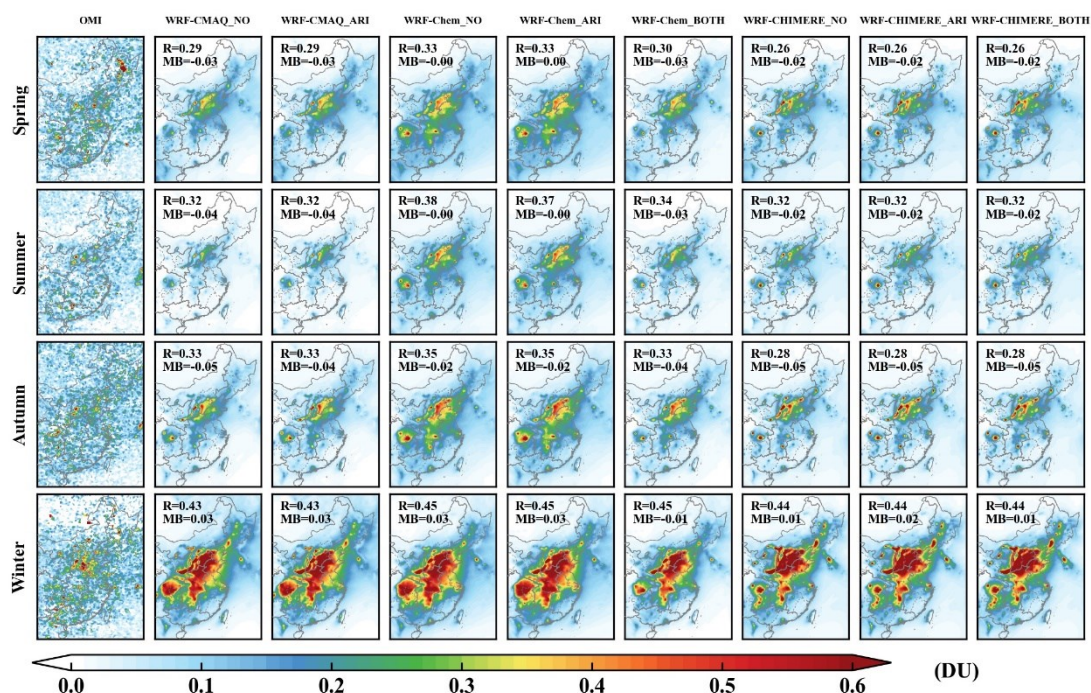 OMI WRF-CMAQ_NO WRF-CMAQ_ARI WRF-Chem_NO WRF-Chem_ARI WRF-Chem_BOTH WRF-CHIMERE_NO WRF-CHIMERE_ARI WRF-CHIMERE_BOTH
Spring
R=0.29 R=0.29 R=0.33 R=0.33 R=0.30 R=0.26 R=0.26 R=0.26
MB=-0.03 MB=-0.03 MB=-0.00 MB=0.00 MB=-0.03 MB=-0.02 MB=-0.02 MB=-0.02
Summer
R=0.32 R=0.32 R=0.38 R=0.37 R=0.34 R=0.32 R=0.32 R=0.32
MB=-0.04 MB=-0.04 MB=-0.00 MB=-0.00 MB=-0.03 MB=-0.02 MB=-0.02 MB=-0.02
Autumn
R=0.33 R=0.33 R=0.35 R=0.35 R=0.33 R=0.28 R=0.28 R=0.28
MB=-0.05 MB=-0.04 MB=-0.02 MB=-0.02 MB=-0.04 MB=-0.05 MB=-0.05 MB=-0.05
Winter
R=0.43 R=0.43 R=0.45 R=0.45 R=0.45 R=0.44 R=0.44 R=0.44
MB=0.03 MB=0.03 MB=0.03 MB=0.03 MB=-0.01 MB=0.01 MB=0.02 MB=0.01
0.0 0.1 0.2 0.3 0.4 0.5 0.6 (DU)